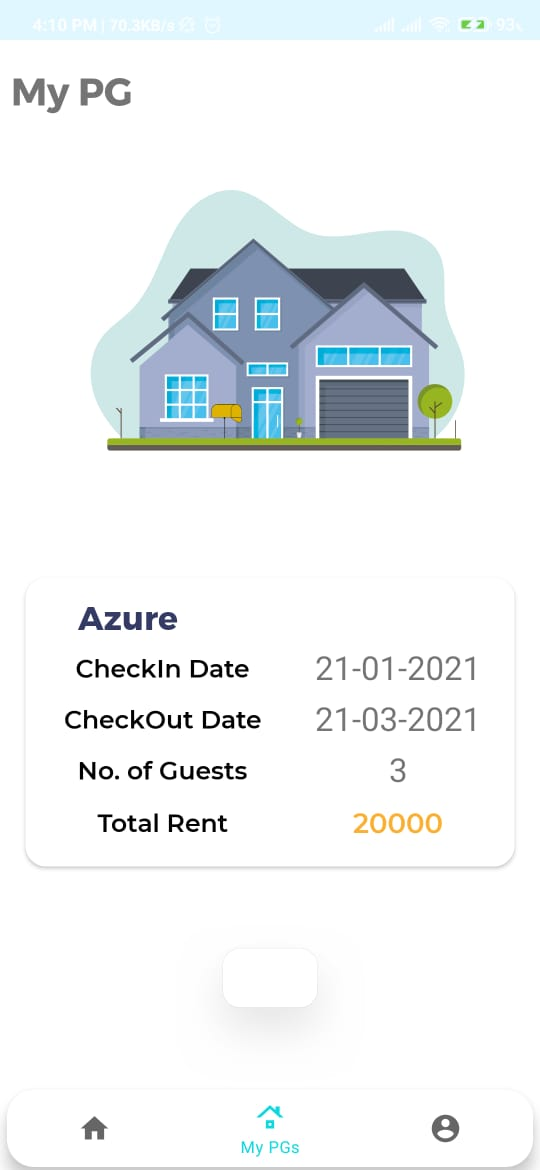 4:10 PM | 70.3KB/s 93
My PG
Azure
CheckIn Date 21-01-2021
CheckOut Date 21-03-2021
No. of Guests 3
Total Rent 20000
My PGs